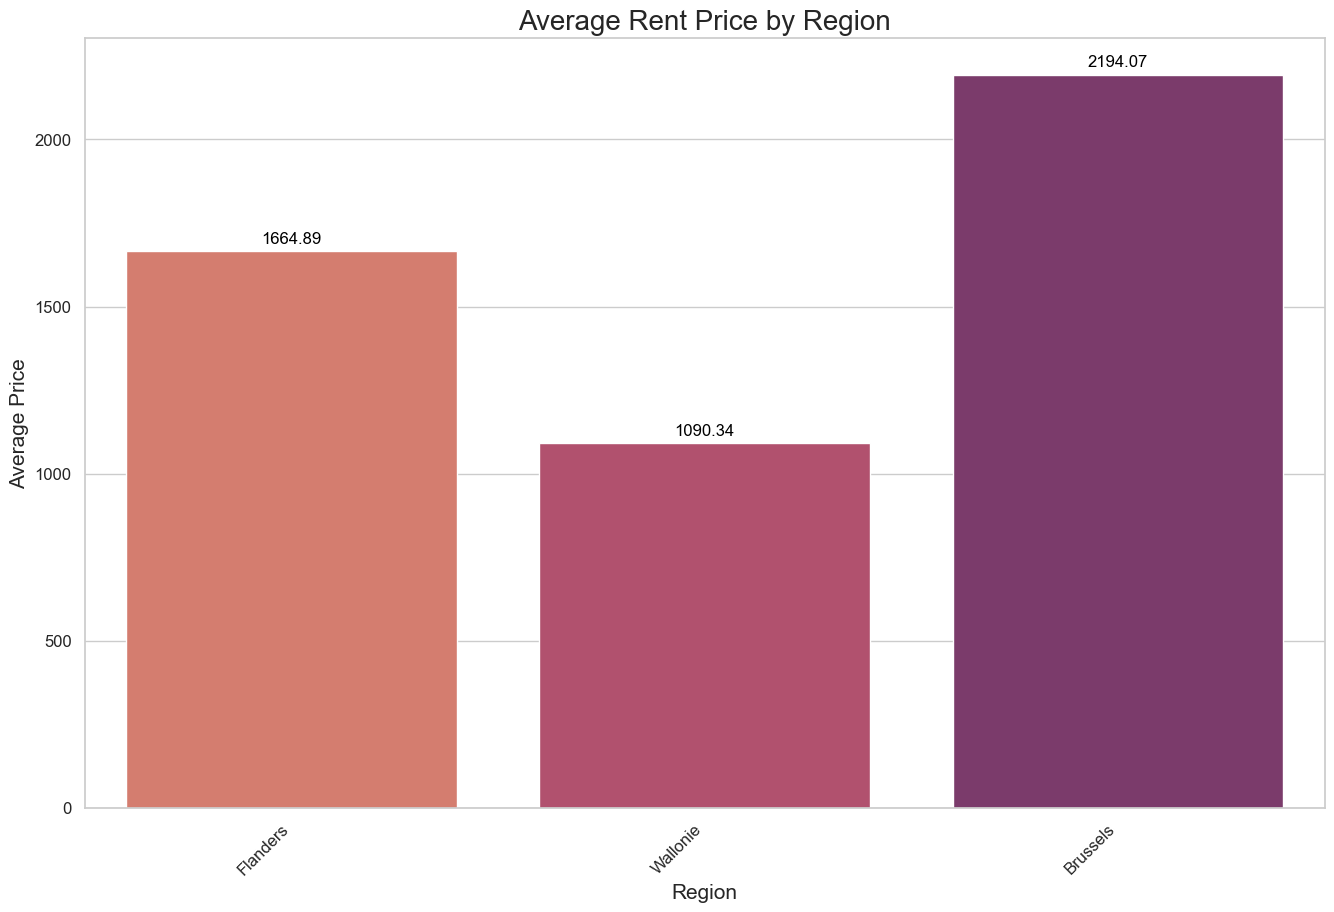 Average Rent Price by Region
2194.07
2000
1664.89
1500
1090.34
1000
500
0
Average Price
Flanders
Wallonie
Brussels
Region